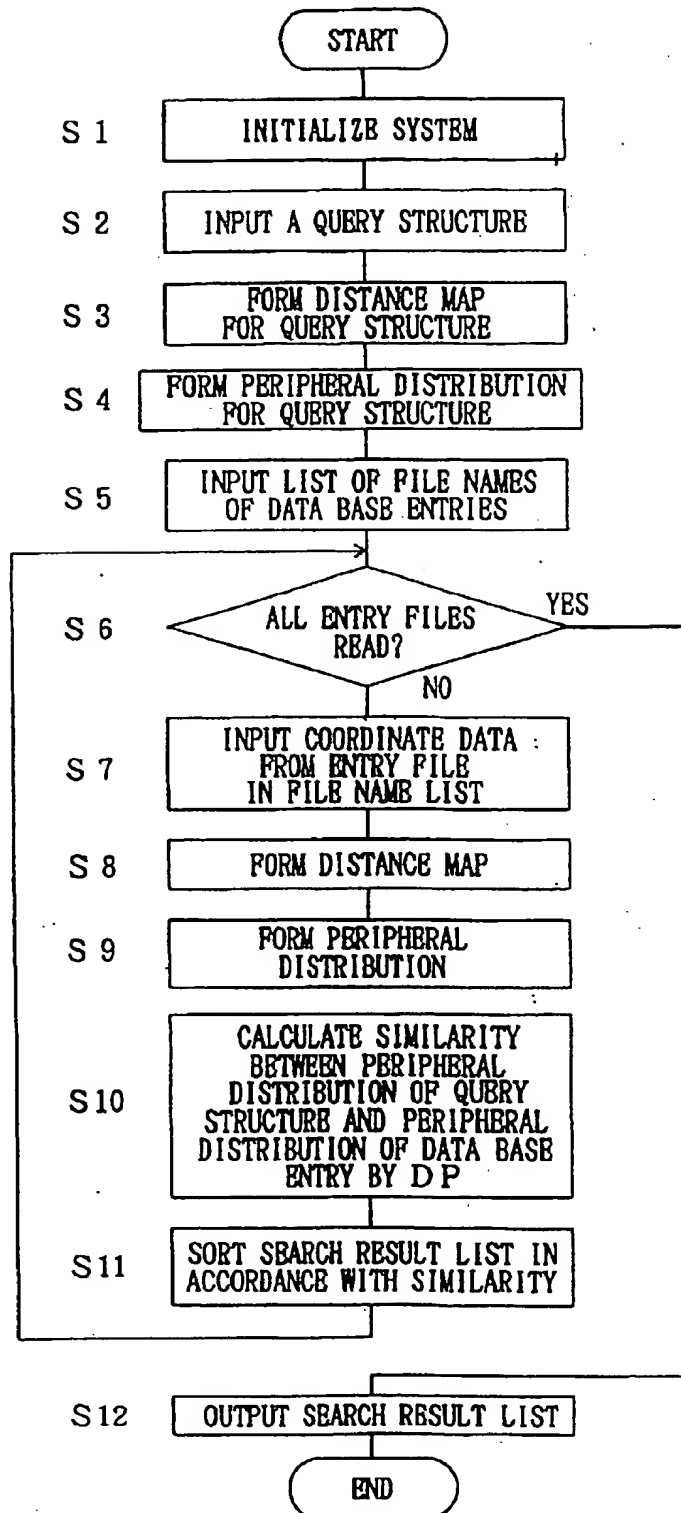 START
S 1
INITIALIZE SYSTEM
S 2
INPUT A QUERY STRUCTURE
S 3
FORM DISTANCE MAP
FOR QUERY STRUCTURE
S 4
FORM PERIPHERAL DISTRIBUTION
FOR QUERY STRUCTURE
S 5
INPUT LIST OF FILE NAMES
OF DATA BASE ENTRIES
S 6
ALL ENTRY FILES
READ?
YES
NO
S 7
INPUT COORDINATE DATA
FROM ENTRY FILE
IN FILE NAME LIST
S 8
FORM DISTANCE MAP
S 9
FORM PERIPHERAL
DISTRIBUTION
S10
CALCULATE SIMILARITY
BETWEEN PERIPHERAL
DISTRIBUTION OF QUERY
STRUCTURE AND PERIPHERAL
DISTRIBUTION OF DATA BASE
ENTRY BY DP
S11
SORT SEARCH RESULT LIST IN
ACCORDANCE WITH SIMILARITY
S12
OUTPUT SEARCH RESULT LIST
END